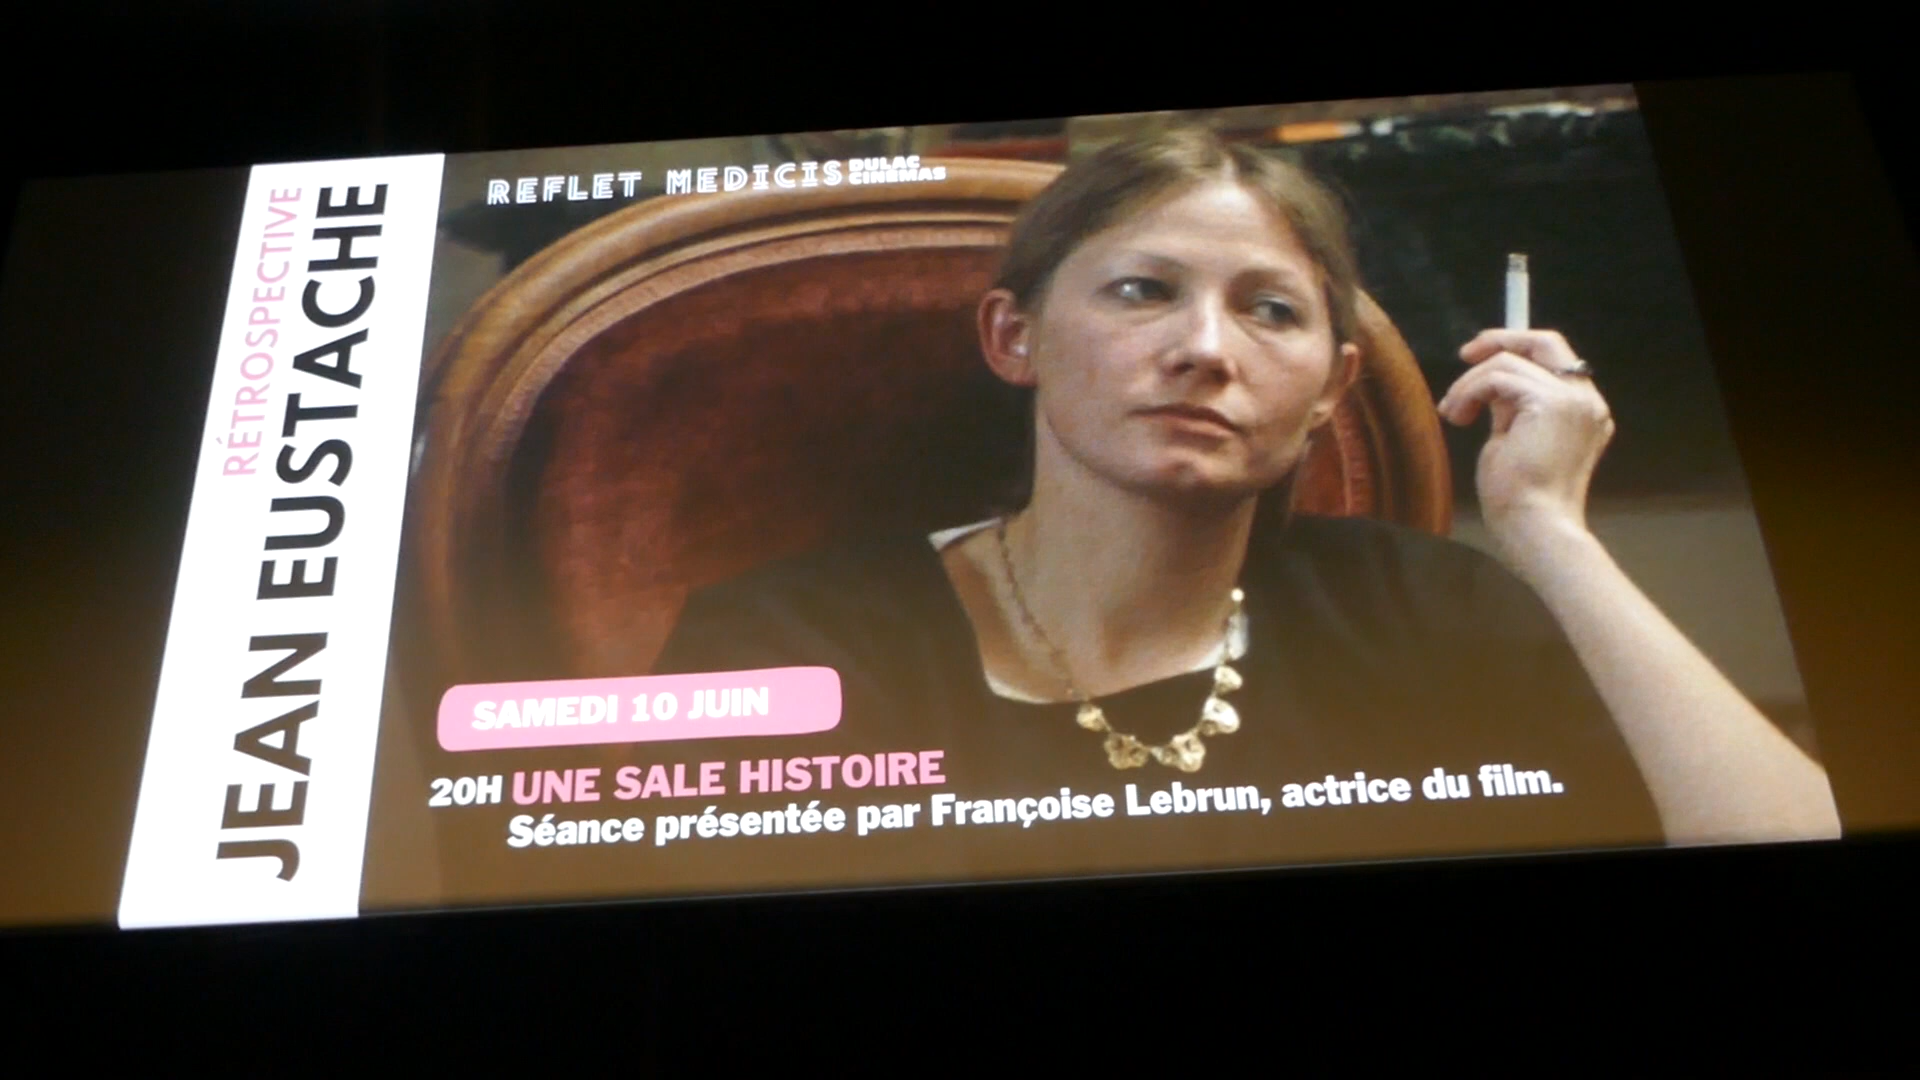 RÉTROSPECTIVE
JEAN EUSTACHE
REFLET MEDICIS DULAC CINÉMAS
SAMEDI 10 JUIN
20H UNE SALE HISTOIRE
Séance présentée par Françoise Lebrun, actrice du film.